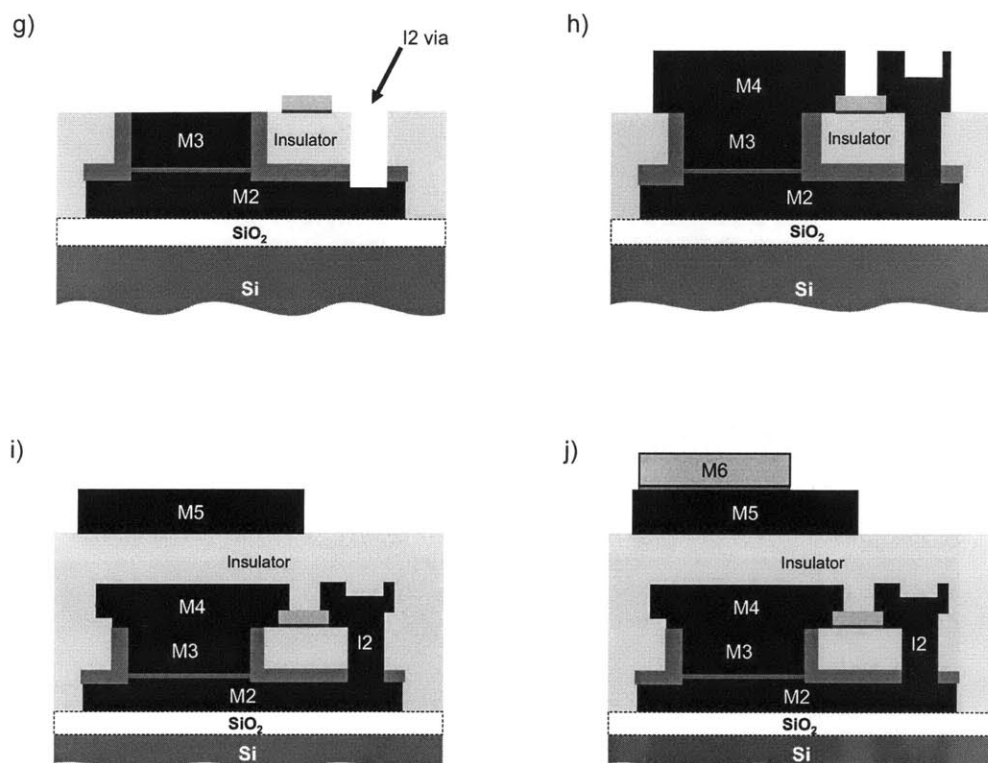 g)
I2 via
M3
Insulator
M2
SiO₂
Si
h)
M4
M3
Insulator
M2
SiO₂
Si
i)
M5
Insulator
M4
M3
I2
M2
SiO₂
Si
j)
M6
M5
Insulator
M4
M3
I2
M2
SiO₂
Si